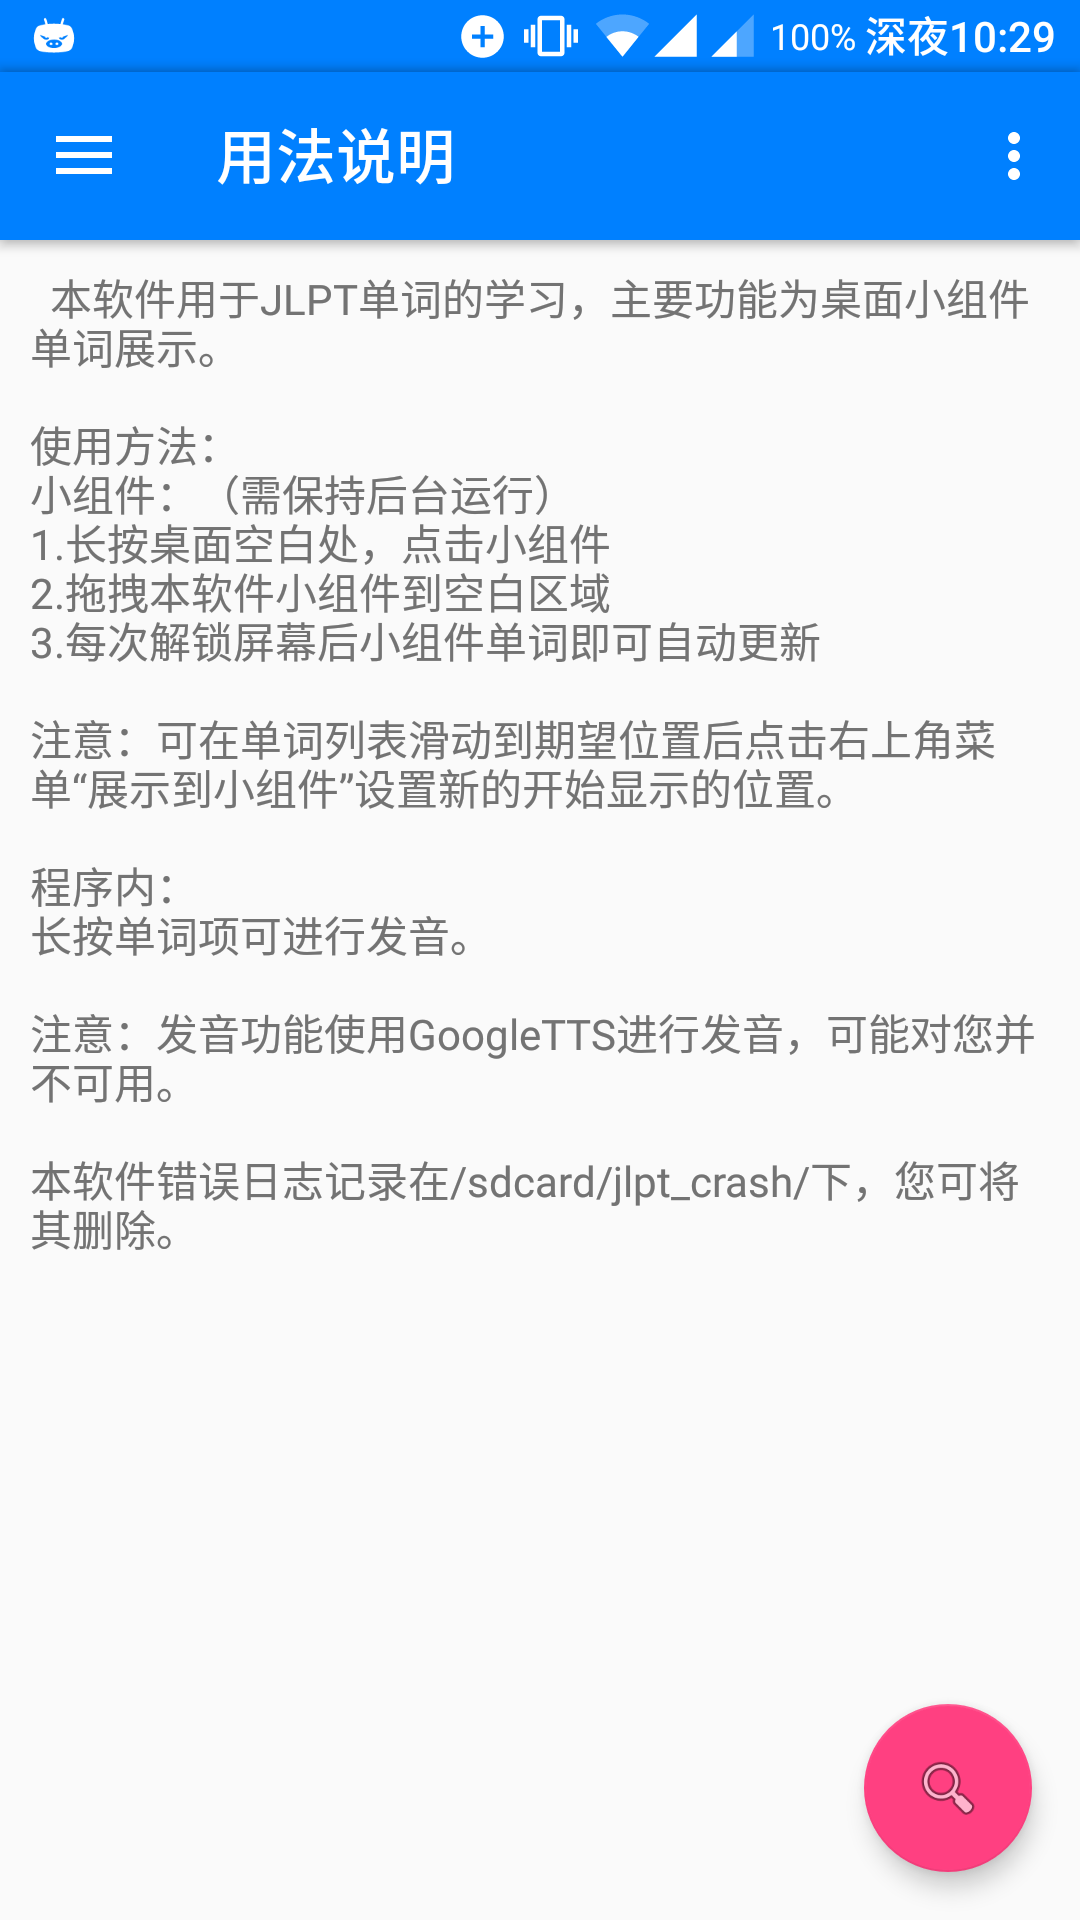 100% 深夜10:29
用法说明
本软件用于JLPT单词的学习，主要功能为桌面小组件
单词展示。
使用方法：
小组件：（需保持后台运行）
1.长按桌面空白处，点击小组件
2.拖拽本软件小组件到空白区域
3.每次解锁屏幕后小组件单词即可自动更新
注意：可在单词列表滑动到期望位置后点击右上角菜
单“展示到小组件”设置新的开始显示的位置。
程序内：
长按单词项可进行发音。
注意：发音功能使用GoogleTTS进行发音，可能对您并
不可用。
本软件错误日志记录在/sdcard/jlpt_crash/下，您可将
其删除。